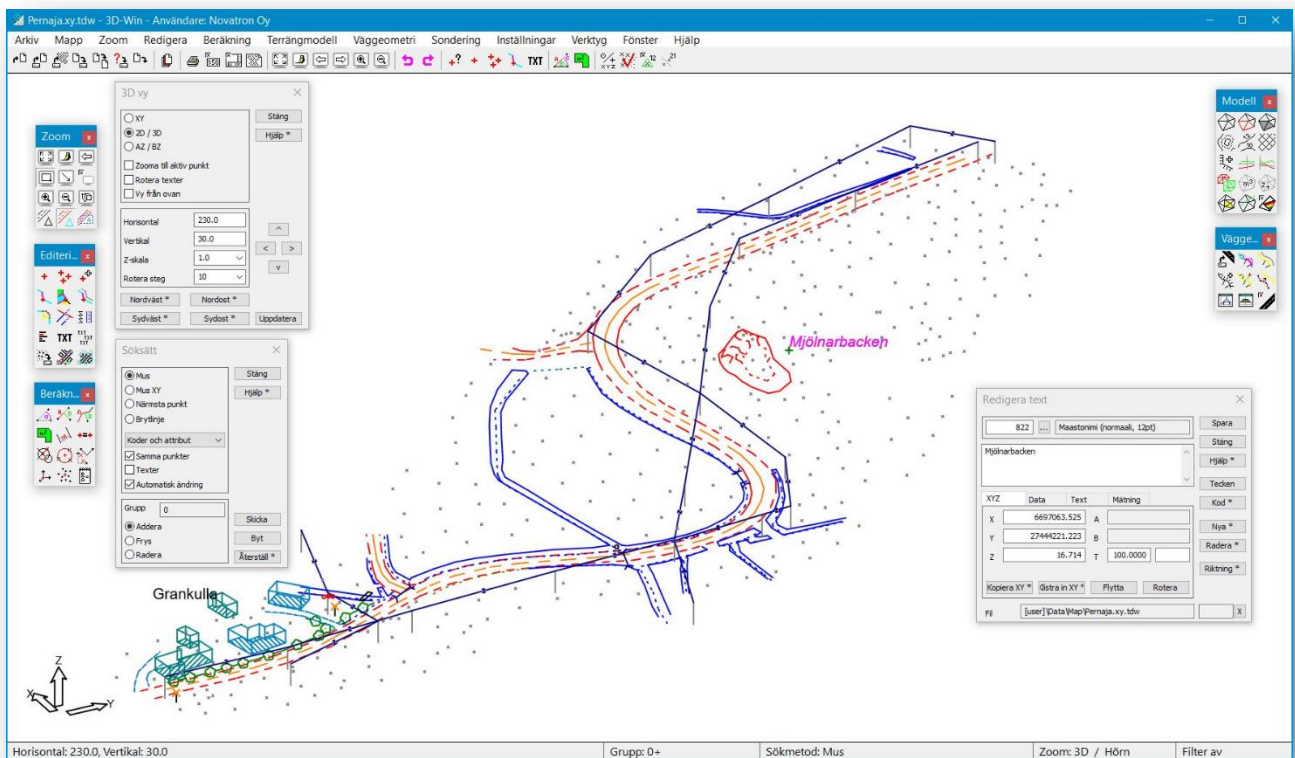 Pernaja.xy.tdw - 3D-Win - Användare: Novatron Oy
Arkiv Mapp Zoom Redigera Beräkning Terrängmodell Väggeometri Sondering Inställningar Verktyg Fönster Hjälp
TXT
3D vy
XY
2D / 3D
AZ / BZ
Stäng
Hjälp *
Zooma till aktiv punkt
Rotera texter
Vy från ovan
Horisontal 230.0
Vertikal 30.0
Z-skala 1.0
Rotera steg 10
^
< >
v
Nordväst * Nordost *
Sydväst * Sydost * Uppdatera
Zoom
Editeri...
TXT
Beräkn...
Söksätt
Mus
Mus XY
Närmsta punkt
Brytlinje
Stäng
Hjälp *
Koder och attribut
Samma punkter
Texter
Automatisk ändring
Grupp 0
Addera
Frys
Radera
Skicka
Byt
Återställ *
Modell
m³
Vägge...
Mjölnarbacken
Grankulla
Z
X
Y
Redigera text
822 ... Maastonimi (normaali, 12pt)
Mjölnarbacken
Spara
Stäng
Hjälp *
Tecken
Kod *
Nya *
Radera *
Riktning *
XYZ Data Text Mätning
X 6697063.525 A
Y 27444221.223 B
Z 16.714 T 100.0000
Kopiera XY * Gistra in XY * Flytta Rotera
Fil [user]\Data\Map\Pernaja.xy.tdw X
Horisontal: 230.0, Vertikal: 30.0 Grupp: 0+ Sökmetod: Mus Zoom: 3D / Hörn Filter av